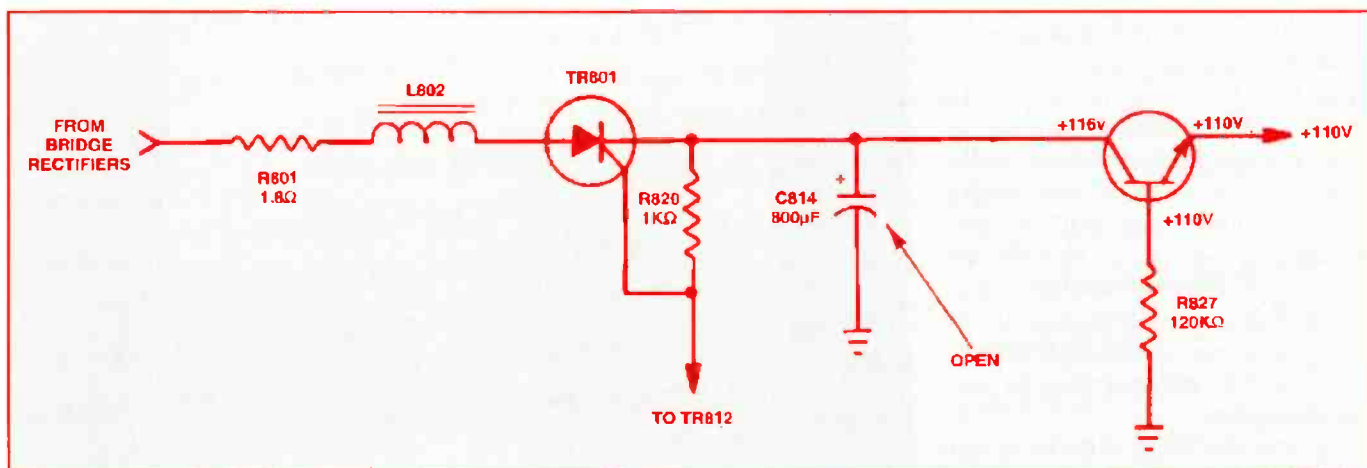 FROM
BRIDGE
RECTIFIERS
R801
1.8Ω
L802
TR801
R820
1KΩ
TO TR812
+
C814
800µF
OPEN
+116v
+110V
+110V
+110V
R827
120KΩ